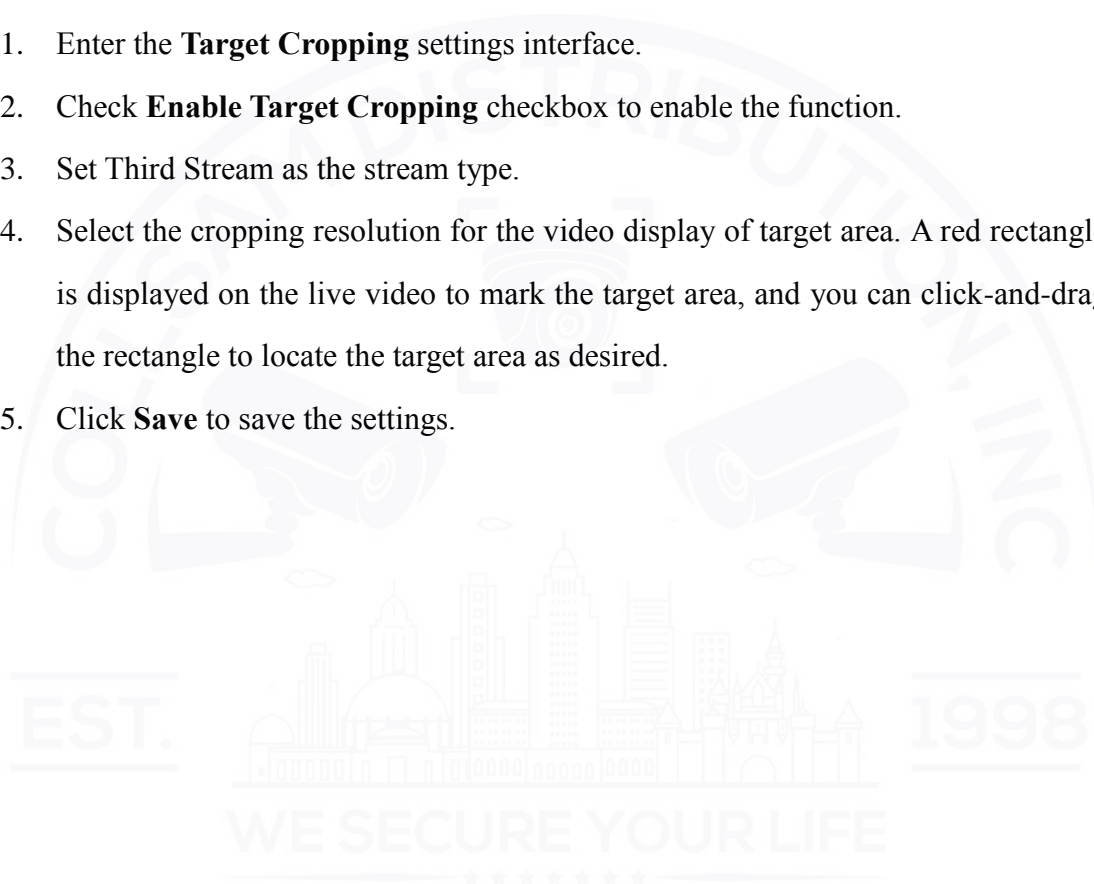 1. Enter the Target Cropping settings interface.
2. Check Enable Target Cropping checkbox to enable the function.
3. Set Third Stream as the stream type.
4. Select the cropping resolution for the video display of target area. A red rectangl
is displayed on the live video to mark the target area, and you can click-and-dra
the rectangle to locate the target area as desired.
5. Click Save to save the settings.
COLSAM DISTRIBUTION, INC
EST.
1998
WE SECURE YOUR LIFE